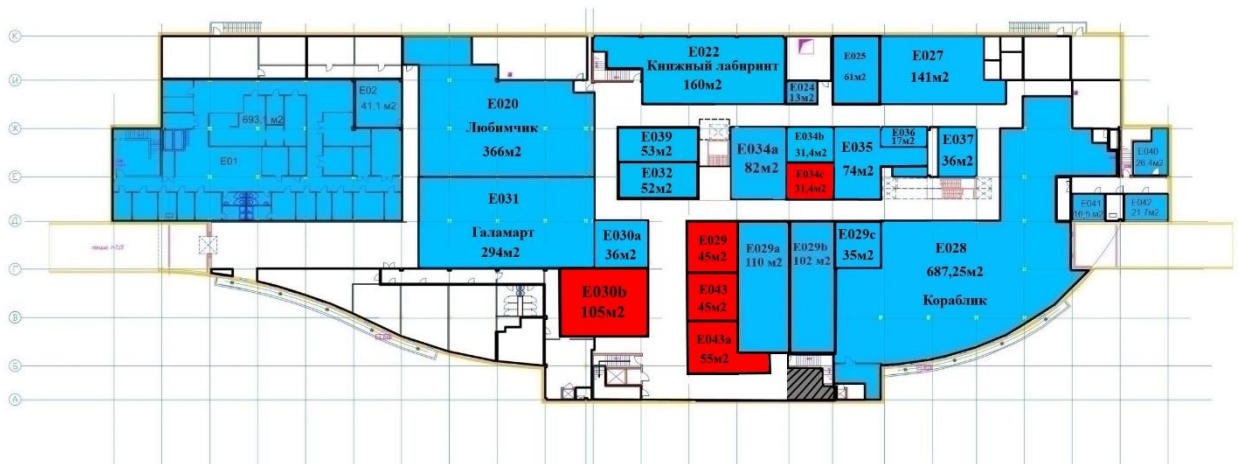 К
E022
Книжный лабиринт
160м2
E025
61м2
E027
141м2
И
E02
41,1 м2
E024
13м2
693,1 м2
E020
Любимчик
366м2
Ж
E039
53м2
E034a
82м2
E034b
31,4м2
E035
74м2
E036
17м2
E037
36м2
E01
E040
26.4м2
Е
E032
52м2
E034c
31,4м2
E031
Галамарт
294м2
E041
E042
21.7м2
Д
E030a
36м2
E029
45м2
E029a
110 м2
E029b
102 м2
E029c
35м2
E028
687,25м2
Кораблик
Г
E030b
105м2
E043
45м2
В
E043a
55м2
Б
А